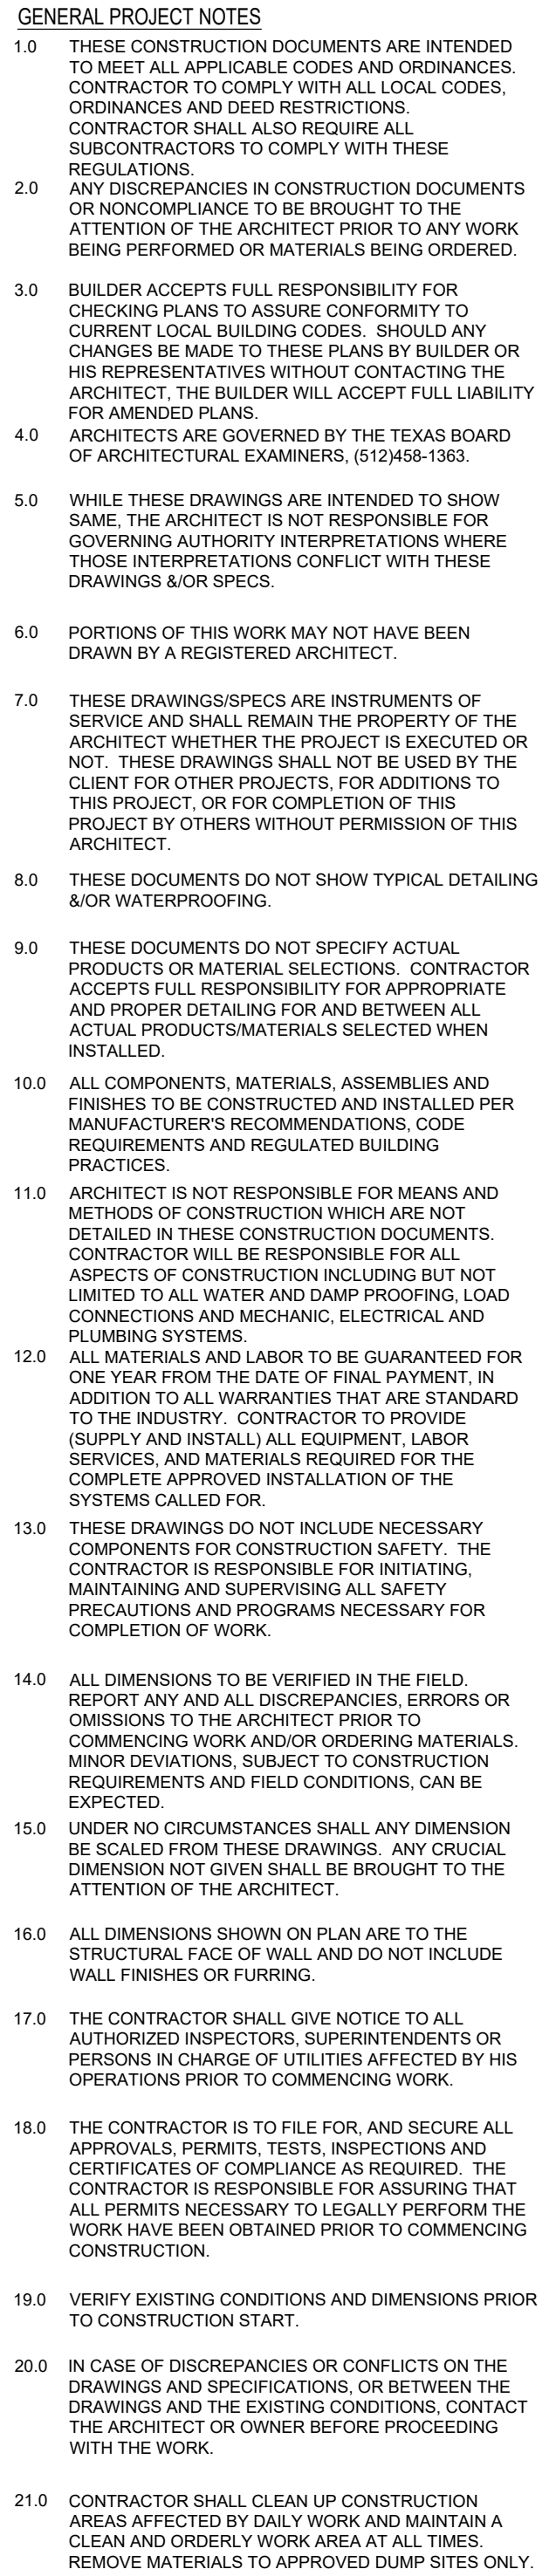 GENERAL PROJECT NOTES
1.0 THESE CONSTRUCTION DOCUMENTS ARE INTENDED
TO MEET ALL APPLICABLE CODES AND ORDINANCES.
CONTRACTOR TO COMPLY WITH ALL LOCAL CODES,
ORDINANCES AND DEED RESTRICTIONS.
CONTRACTOR SHALL ALSO REQUIRE ALL
SUBCONTRACTORS TO COMPLY WITH THESE
REGULATIONS.
2.0 ANY DISCREPANCIES IN CONSTRUCTION DOCUMENTS
OR NONCOMPLIANCE TO BE BROUGHT TO THE
ATTENTION OF THE ARCHITECT PRIOR TO ANY WORK
BEING PERFORMED OR MATERIALS BEING ORDERED.
3.0 BUILDER ACCEPTS FULL RESPONSIBILITY FOR
CHECKING PLANS TO ASSURE CONFORMITY TO
CURRENT LOCAL BUILDING CODES. SHOULD ANY
CHANGES BE MADE TO THESE PLANS BY BUILDER OR
HIS REPRESENTATIVES WITHOUT CONTACTING THE
ARCHITECT, THE BUILDER WILL ACCEPT FULL LIABILITY
FOR AMENDED PLANS.
4.0 ARCHITECTS ARE GOVERNED BY THE TEXAS BOARD
OF ARCHITECTURAL EXAMINERS, (512)458-1363.
5.0 WHILE THESE DRAWINGS ARE INTENDED TO SHOW
SAME, THE ARCHITECT IS NOT RESPONSIBLE FOR
GOVERNING AUTHORITY INTERPRETATIONS WHERE
THOSE INTERPRETATIONS CONFLICT WITH THESE
DRAWINGS &/OR SPECS.
6.0 PORTIONS OF THIS WORK MAY NOT HAVE BEEN
DRAWN BY A REGISTERED ARCHITECT.
7.0 THESE DRAWINGS/SPECS ARE INSTRUMENTS OF
SERVICE AND SHALL REMAIN THE PROPERTY OF THE
ARCHITECT WHETHER THE PROJECT IS EXECUTED OR
NOT. THESE DRAWINGS SHALL NOT BE USED BY THE
CLIENT FOR OTHER PROJECTS, FOR ADDITIONS TO
THIS PROJECT, OR FOR COMPLETION OF THIS
PROJECT BY OTHERS WITHOUT PERMISSION OF THIS
ARCHITECT.
8.0 THESE DOCUMENTS DO NOT SHOW TYPICAL DETAILING
&/OR WATERPROOFING.
9.0 THESE DOCUMENTS DO NOT SPECIFY ACTUAL
PRODUCTS OR MATERIAL SELECTIONS. CONTRACTOR
ACCEPTS FULL RESPONSIBILITY FOR APPROPRIATE
AND PROPER DETAILING FOR AND BETWEEN ALL
ACTUAL PRODUCTS/MATERIALS SELECTED WHEN
INSTALLED.
10.0 ALL COMPONENTS, MATERIALS, ASSEMBLIES AND
FINISHES TO BE CONSTRUCTED AND INSTALLED PER
MANUFACTURER'S RECOMMENDATIONS, CODE
REQUIREMENTS AND REGULATED BUILDING
PRACTICES.
11.0 ARCHITECT IS NOT RESPONSIBLE FOR MEANS AND
METHODS OF CONSTRUCTION WHICH ARE NOT
DETAILED IN THESE CONSTRUCTION DOCUMENTS.
CONTRACTOR WILL BE RESPONSIBLE FOR ALL
ASPECTS OF CONSTRUCTION INCLUDING BUT NOT
LIMITED TO ALL WATER AND DAMP PROOFING, LOAD
CONNECTIONS AND MECHANIC, ELECTRICAL AND
PLUMBING SYSTEMS.
12.0 ALL MATERIALS AND LABOR TO BE GUARANTEED FOR
ONE YEAR FROM THE DATE OF FINAL PAYMENT, IN
ADDITION TO ALL WARRANTIES THAT ARE STANDARD
TO THE INDUSTRY. CONTRACTOR TO PROVIDE
(SUPPLY AND INSTALL) ALL EQUIPMENT, LABOR
SERVICES, AND MATERIALS REQUIRED FOR THE
COMPLETE APPROVED INSTALLATION OF THE
SYSTEMS CALLED FOR.
13.0 THESE DRAWINGS DO NOT INCLUDE NECESSARY
COMPONENTS FOR CONSTRUCTION SAFETY. THE
CONTRACTOR IS RESPONSIBLE FOR INITIATING,
MAINTAINING AND SUPERVISING ALL SAFETY
PRECAUTIONS AND PROGRAMS NECESSARY FOR
COMPLETION OF WORK.
14.0 ALL DIMENSIONS TO BE VERIFIED IN THE FIELD.
REPORT ANY AND ALL DISCREPANCIES, ERRORS OR
OMISSIONS TO THE ARCHITECT PRIOR TO
COMMENCING WORK AND/OR ORDERING MATERIALS.
MINOR DEVIATIONS, SUBJECT TO CONSTRUCTION
REQUIREMENTS AND FIELD CONDITIONS, CAN BE
EXPECTED.
15.0 UNDER NO CIRCUMSTANCES SHALL ANY DIMENSION
BE SCALED FROM THESE DRAWINGS. ANY CRUCIAL
DIMENSION NOT GIVEN SHALL BE BROUGHT TO THE
ATTENTION OF THE ARCHITECT.
16.0 ALL DIMENSIONS SHOWN ON PLAN ARE TO THE
STRUCTURAL FACE OF WALL AND DO NOT INCLUDE
WALL FINISHES OR FURRING.
17.0 THE CONTRACTOR SHALL GIVE NOTICE TO ALL
AUTHORIZED INSPECTORS, SUPERINTENDENTS OR
PERSONS IN CHARGE OF UTILITIES AFFECTED BY HIS
OPERATIONS PRIOR TO COMMENCING WORK.
18.0 THE CONTRACTOR IS TO FILE FOR, AND SECURE ALL
APPROVALS, PERMITS, TESTS, INSPECTIONS AND
CERTIFICATES OF COMPLIANCE AS REQUIRED. THE
CONTRACTOR IS RESPONSIBLE FOR ASSURING THAT
ALL PERMITS NECESSARY TO LEGALLY PERFORM THE
WORK HAVE BEEN OBTAINED PRIOR TO COMMENCING
CONSTRUCTION.
19.0 VERIFY EXISTING CONDITIONS AND DIMENSIONS PRIOR
TO CONSTRUCTION START.
20.0 IN CASE OF DISCREPANCIES OR CONFLICTS ON THE
DRAWINGS AND SPECIFICATIONS, OR BETWEEN THE
DRAWINGS AND THE EXISTING CONDITIONS, CONTACT
THE ARCHITECT OR OWNER BEFORE PROCEEDING
WITH THE WORK.
21.0 CONTRACTOR SHALL CLEAN UP CONSTRUCTION
AREAS AFFECTED BY DAILY WORK AND MAINTAIN A
CLEAN AND ORDERLY WORK AREA AT ALL TIMES.
REMOVE MATERIALS TO APPROVED DUMP SITES ONLY.